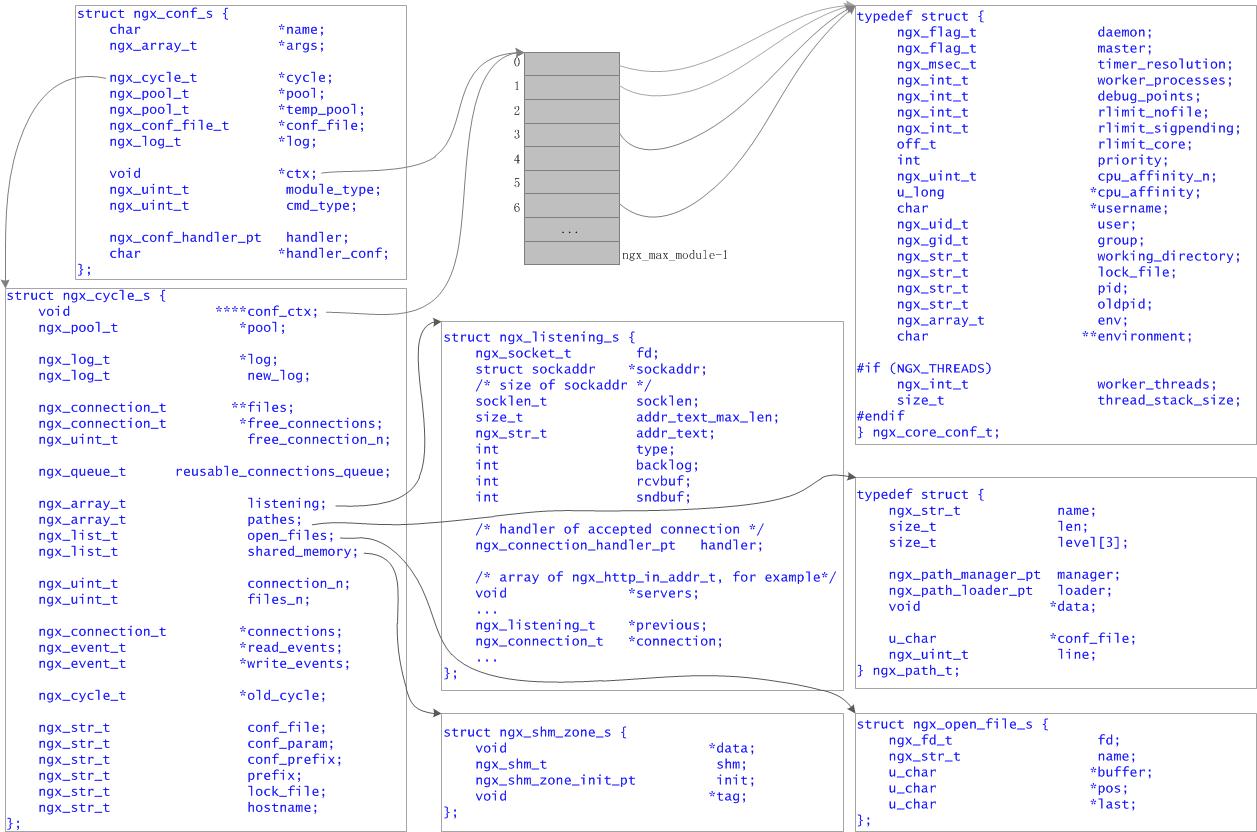 struct ngx_conf_s {
char *name;
ngx_array_t *args;
ngx_cycle_t *cycle;
ngx_pool_t *pool;
ngx_pool_t *temp_pool;
ngx_conf_file_t *conf_file;
ngx_log_t *log;
void *ctx;
ngx_uint_t module_type;
ngx_uint_t cmd_type;
ngx_conf_handler_pt handler;
char *handler_conf;
};
0
1
2
3
4
5
6
...
ngx_max_module-1
typedef struct {
ngx_flag_t daemon;
ngx_flag_t master;
ngx_msec_t timer_resolution;
ngx_int_t worker_processes;
ngx_int_t debug_points;
ngx_int_t rlimit_nofile;
ngx_int_t rlimit_sigpending;
off_t rlimit_core;
int priority;
ngx_uint_t cpu_affinity_n;
u_long *cpu_affinity;
char *username;
ngx_uid_t user;
ngx_gid_t group;
ngx_str_t working_directory;
ngx_str_t lock_file;
ngx_str_t pid;
ngx_str_t oldpid;
ngx_array_t env;
char **environment;
#if (NGX_THREADS)
ngx_int_t worker_threads;
size_t thread_stack_size;
#endif
} ngx_core_conf_t;
struct ngx_cycle_s {
void ****conf_ctx;
ngx_pool_t *pool;
ngx_log_t *log;
ngx_log_t new_log;
ngx_connection_t **files;
ngx_connection_t *free_connections;
ngx_uint_t free_connection_n;
ngx_queue_t reusable_connections_queue;
ngx_array_t listening;
ngx_array_t pathes;
ngx_list_t open_files;
ngx_list_t shared_memory;
ngx_uint_t connection_n;
ngx_uint_t files_n;
ngx_connection_t *connections;
ngx_event_t *read_events;
ngx_event_t *write_events;
ngx_cycle_t *old_cycle;
ngx_str_t conf_file;
ngx_str_t conf_param;
ngx_str_t conf_prefix;
ngx_str_t prefix;
ngx_str_t lock_file;
ngx_str_t hostname;
};
struct ngx_listening_s {
ngx_socket_t fd;
struct sockaddr *sockaddr;
/* size of sockaddr */
socklen_t socklen;
size_t addr_text_max_len;
ngx_str_t addr_text;
int type;
int backlog;
int rcvbuf;
int sndbuf;
/* handler of accepted connection */
ngx_connection_handler_pt handler;
/* array of ngx_http_in_addr_t, for example*/
void *servers;
...
ngx_listening_t *previous;
ngx_connection_t *connection;
...
};
typedef struct {
ngx_str_t name;
size_t len;
size_t level[3];
ngx_path_manager_pt manager;
ngx_path_loader_pt loader;
void *data;
u_char *conf_file;
ngx_uint_t line;
} ngx_path_t;
struct ngx_shm_zone_s {
void *data;
ngx_shm_t shm;
ngx_shm_zone_init_pt init;
void *tag;
};
struct ngx_open_file_s {
ngx_fd_t fd;
ngx_str_t name;
u_char *buffer;
u_char *pos;
u_char *last;
};